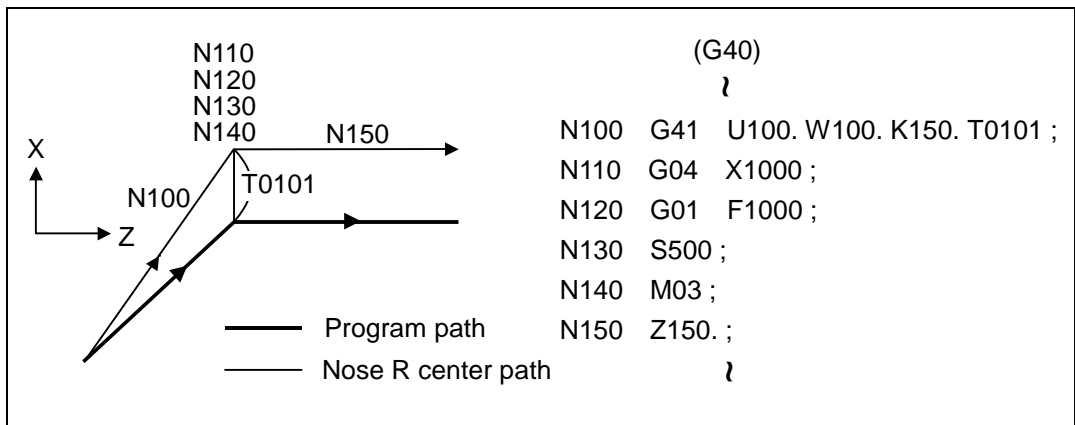 N110
N120
N130
N140
N150
X
N100
T0101
Z
Program path
Nose R center path
(G40)
~
N100 G41 U100. W100. K150. T0101 ;
N110 G04 X1000 ;
N120 G01 F1000 ;
N130 S500 ;
N140 M03 ;
N150 Z150. ;
~